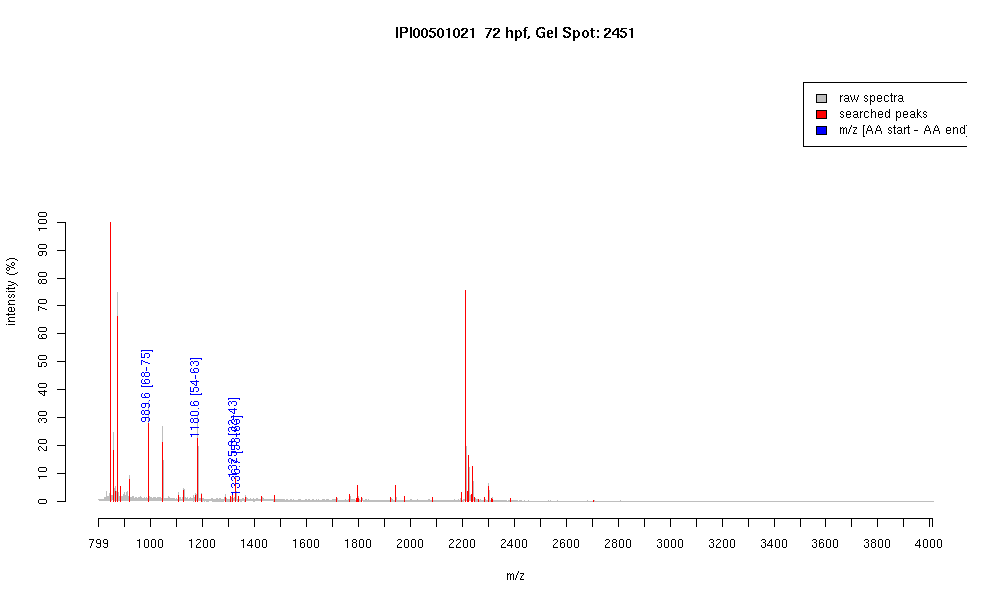 IPI00501021 72 hpf, Gel Spot: 2451
raw spectra
searched peaks
m/z [AA start - AA end]
intensity (%)
100
90
80
70
60
50
40
30
20
10
0
989.6 [68-75]
1180.6 [54-63]
799 1000 1200 1400 1600 1800 2000 2200 2400 2600 2800 3000 3200 3400 3600 3800 4000
m/z